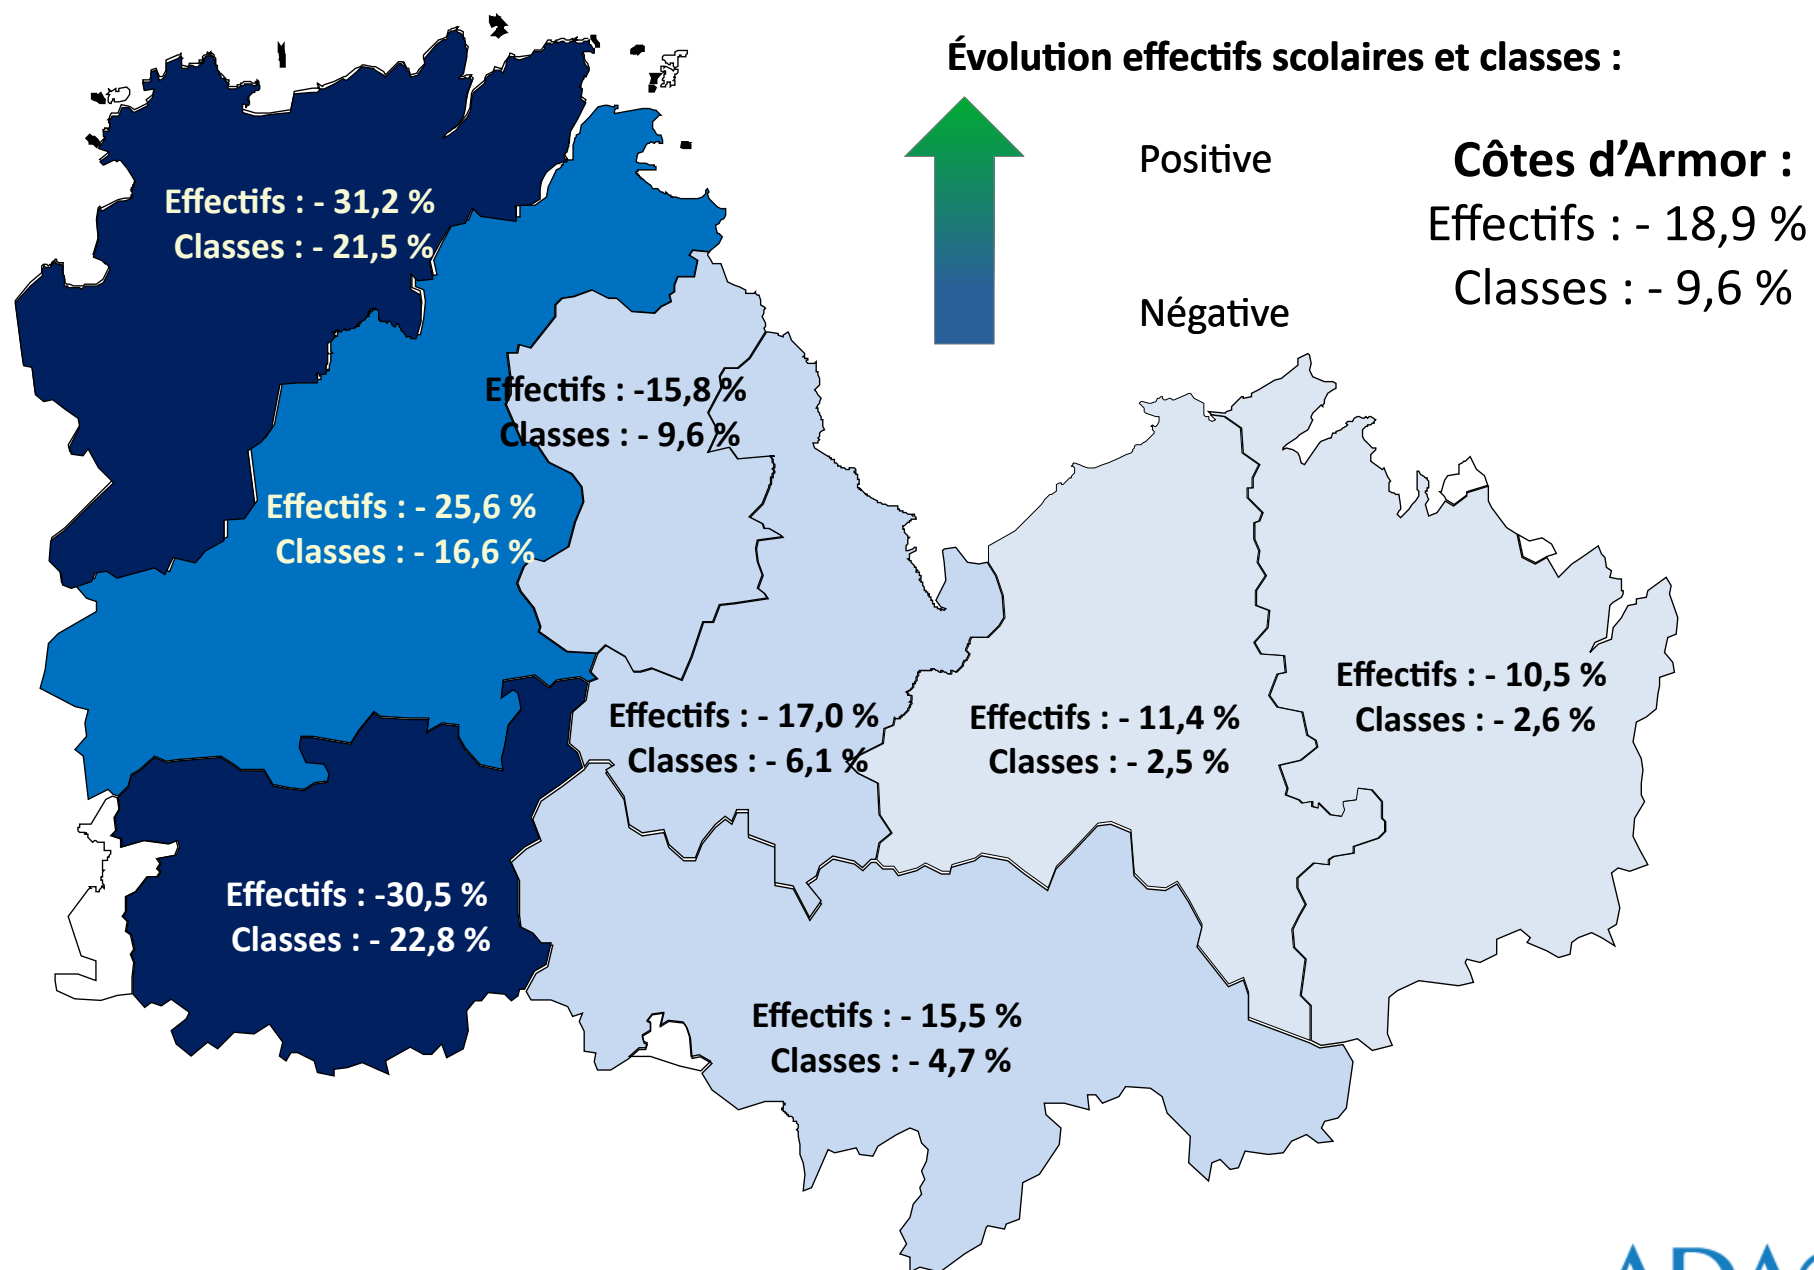 Évolution effectifs scolaires et classes :
Positive
Négative
Côtes d’Armor :
Effectifs : - 18,9 %
Classes : - 9,6 %
Effectifs : - 31,2 %
Classes : - 21,5 %
Effectifs : -15,8 %
Classes : - 9,6 %
Effectifs : - 25,6 %
Classes : - 16,6 %
Effectifs : - 17,0 %
Classes : - 6,1 %
Effectifs : - 11,4 %
Classes : - 2,5 %
Effectifs : - 10,5 %
Classes : - 2,6 %
Effectifs : -30,5 %
Classes : - 22,8 %
Effectifs : - 15,5 %
Classes : - 4,7 %